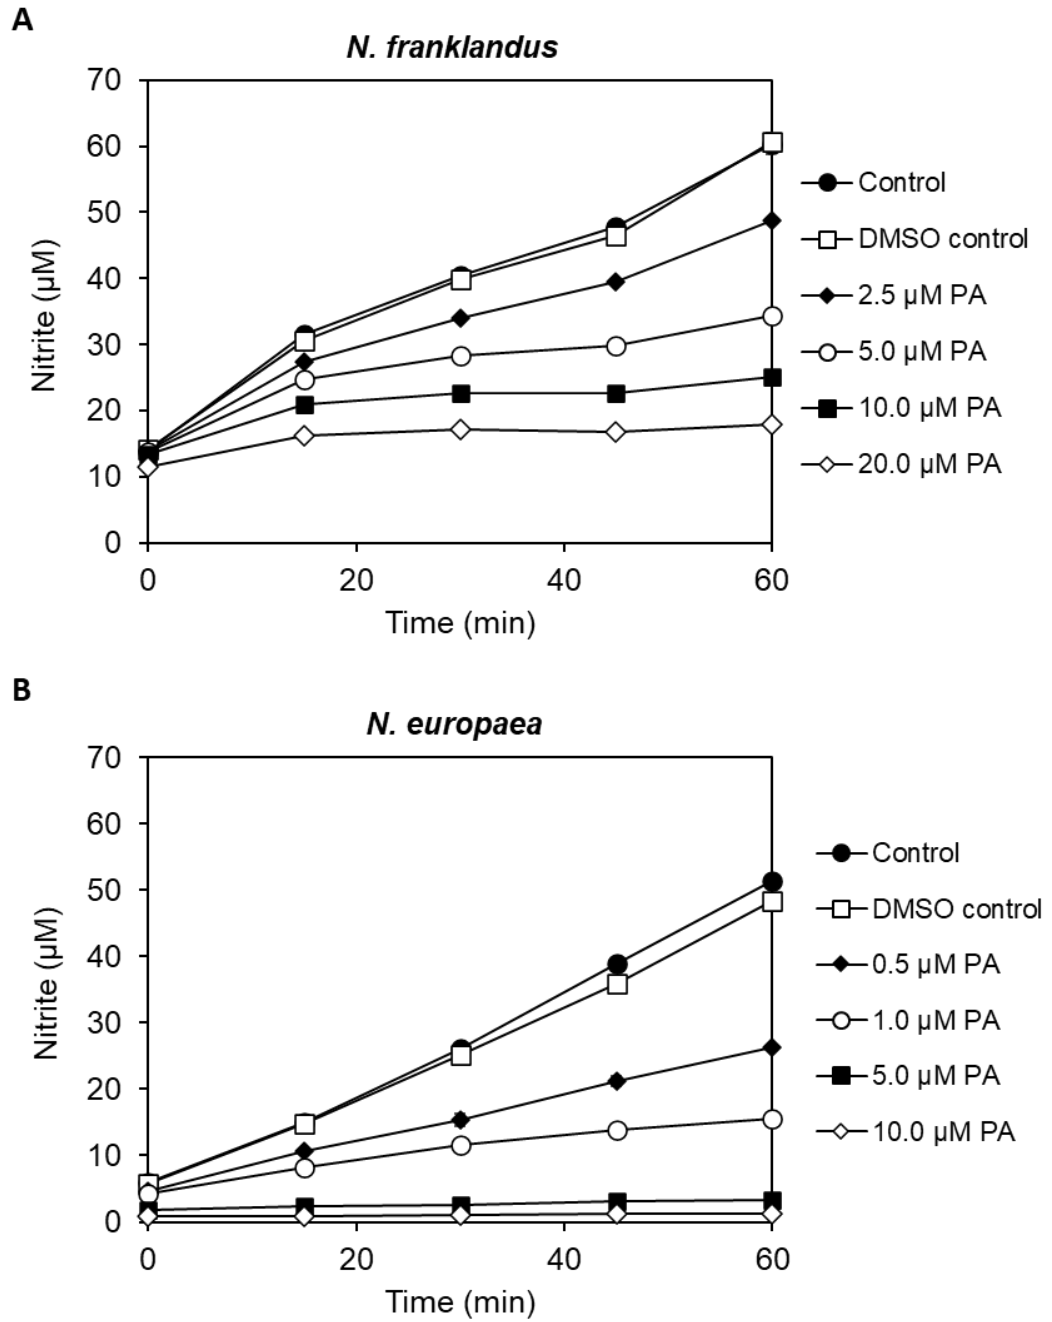 A
N. franklandus
70
60
50
40
30
20
10
0
Nitrite (µM)
0 20 40 60
Time (min)
Control
DMSO control
2.5 µM PA
5.0 µM PA
10.0 µM PA
20.0 µM PA
B
N. europaea
70
60
50
40
30
20
10
0
Nitrite (µM)
0 20 40 60
Time (min)
Control
DMSO control
0.5 µM PA
1.0 µM PA
5.0 µM PA
10.0 µM PA